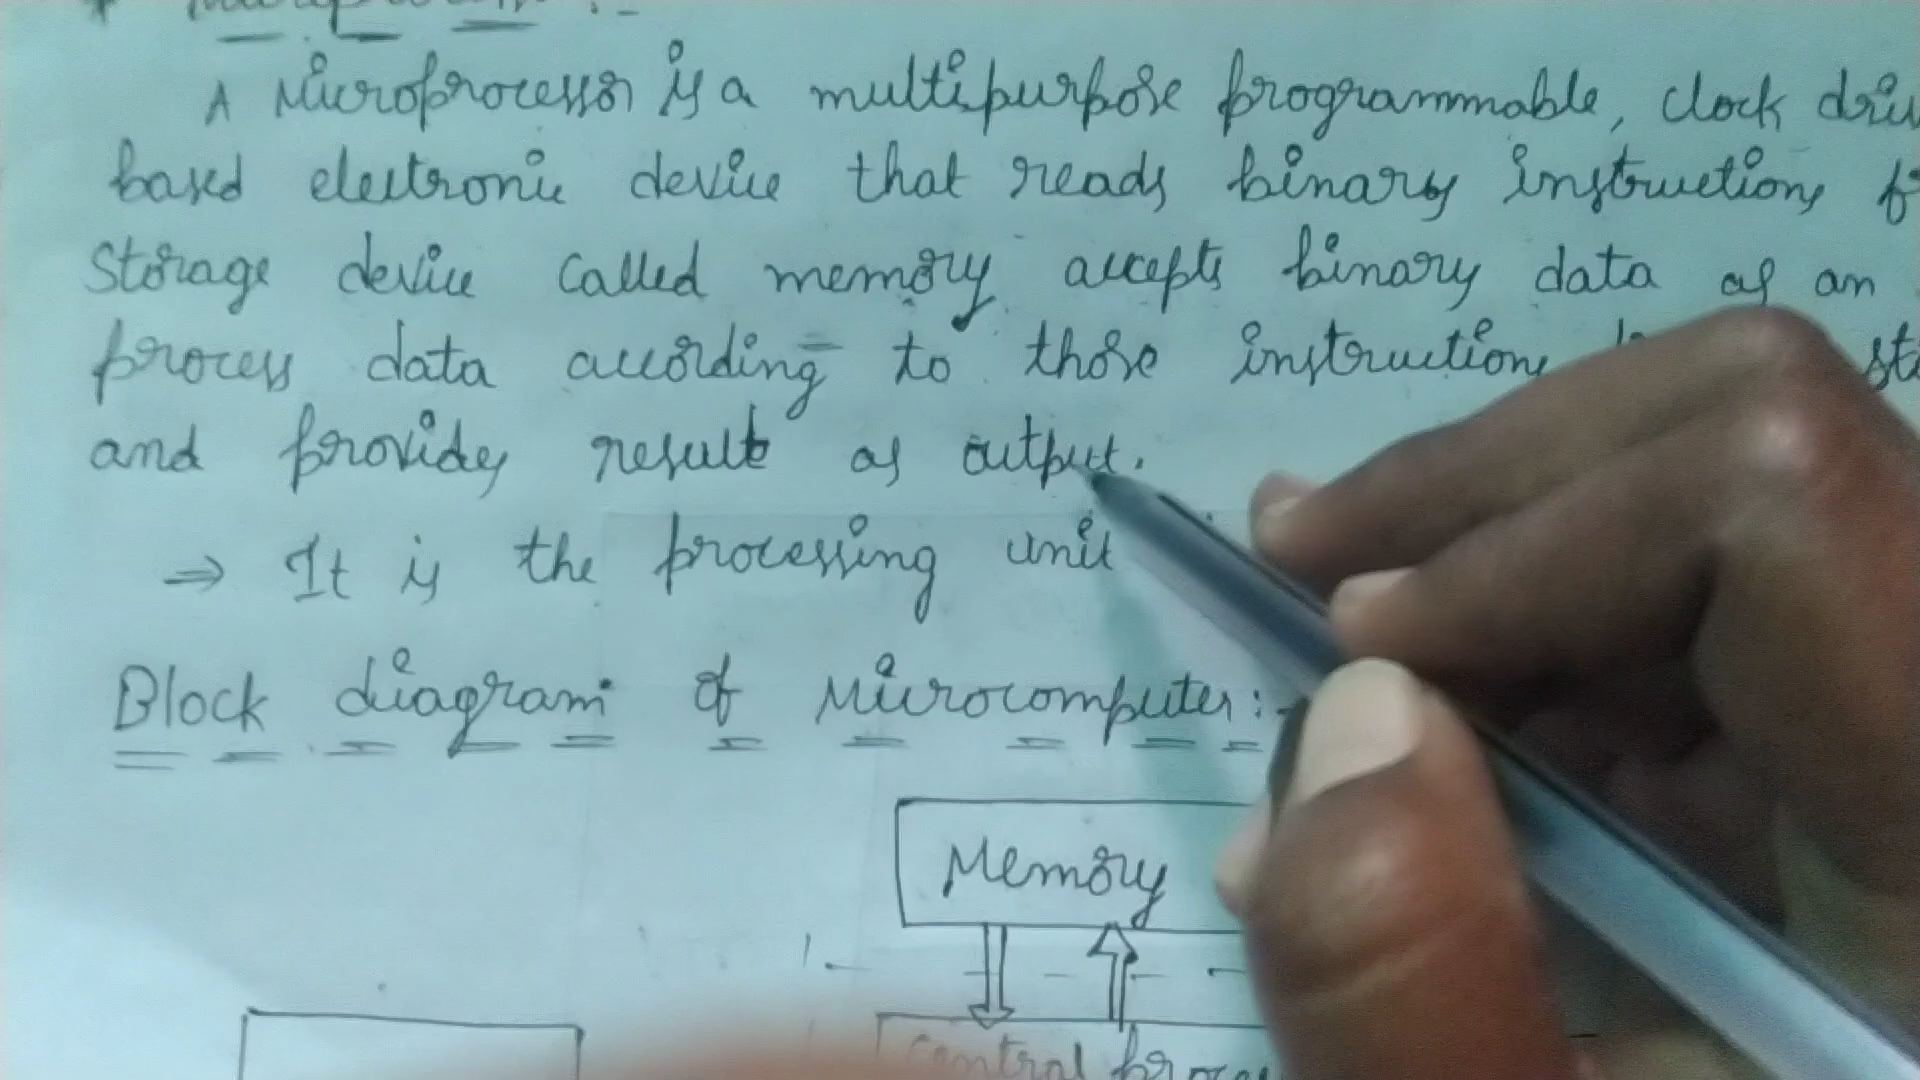 A Microprocessor is a multipurpose programmable, clock
based electronic device that reads binary instructions
storage device called memory accepts binary data as an
process data according to those instructions
and provides result as output.
⇒ It is the processing unit
Block diagram of Microcomputer:-
Memory
Central